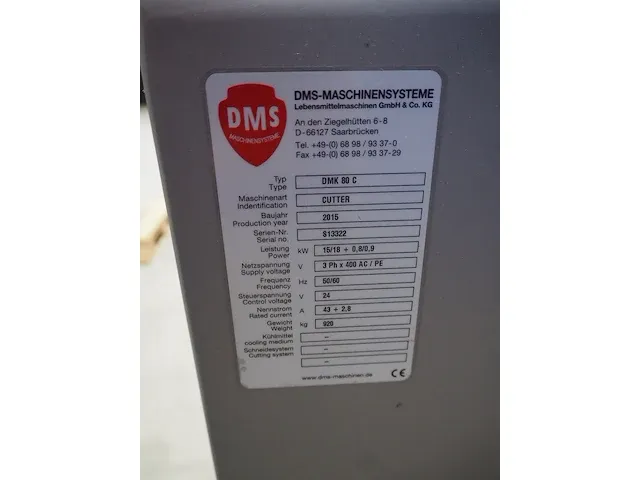 DMS
MASCHINENSYSTEME
DMS-MASCHINENSYSTEME
Lebensmittelmaschinen GmbH & Co. KG
An den Ziegelhütten 6-8
D-66127 Saarbrücken
Tel. +49-(0) 68 98 / 93 37-0
Fax +49-(0) 68 98 / 93 37-29
Typ
Type DMK 80 C
Maschinenart
Indentification CUTTER
Baujahr
Production year 2015
Serien-Nr.
Serial no. S13322
Leistung
Power kW 15/18 + 0,8/0,9
Netzspannung
Supply voltage V 3 Ph x 400 AC / PE
Frequenz
Frequency Hz 50/60
Steuerspannung
Control voltage V 24
Nennstrom
Rated current A 43 + 2,8
Gewicht
Weight kg 920
Kühlmittel
cooling medium –
Schneidesystem
Cutting system –
–
www.dms-maschinen.de CE